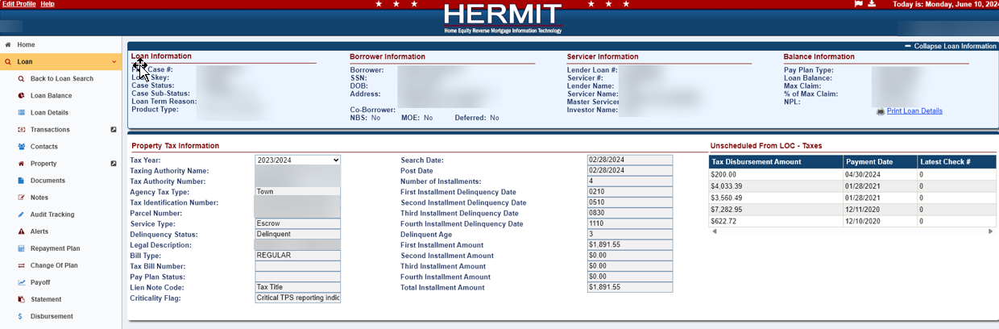 Edit Profile Help
Today is: Monday, June 10, 2024
HERMIT
Home Equity Reverse Mortgage Information Technology
Home
Loan
Back to Loan Search
Loan Balance
Loan Details
Transactions
Contacts
Property
Documents
Notes
Audit Tracking
Alerts
Repayment Plan
Change Of Plan
Payoff
Statement
Disbursement
Collapse Loan Information
Loan Information
Case #:
Skey:
Case Status:
Case Sub-Status:
Loan Term Reason:
Product Type:
Borrower Information
Borrower:
SSN:
DOB:
Address:
Co-Borrower:
NBS: No MOE: No Deferred: No
Servicer Information
Lender Loan #:
Servicer #:
Lender Name:
Servicer Name:
Master Servicer
Investor Name:
Balance Information
Pay Plan Type:
Loan Balance:
Max Claim:
% of Max Claim:
NPL:
Print Loan Details
Property Tax Information
Tax Year: 2023/2024
Taxing Authority Name:
Tax Authority Number:
Agency Tax Type: Town
Tax Identification Number:
Parcel Number:
Service Type: Escrow
Delinquency Status: Delinquent
Legal Description:
Bill Type: REGULAR
Tax Bill Number:
Pay Plan Status:
Lien Note Code: Tax Title
Criticality Flag: Critical TPS reporting indic
Search Date: 02/28/2024
Post Date 02/28/2024
Number of Installments: 4
First Installment Delinquency Date 0210
Second Installment Delinquency Date 0510
Third Installment Delinquency Date 0830
Fourth Installment Delinquency Date 1110
Delinquent Age 3
First Installment Amount $1,891.55
Second Installment Amount $0.00
Third Installment Amount $0.00
Fourth Installment Amount $0.00
Total Installment Amount $1,891.55
Unscheduled From LOC - Taxes
Tax Disbursement Amount Payment Date Latest Check #
$200.00 04/30/2024 0
$4,033.39 01/28/2021 0
$3,560.49 01/28/2021 0
$7,282.95 12/11/2020 0
$622.72 12/10/2020 0